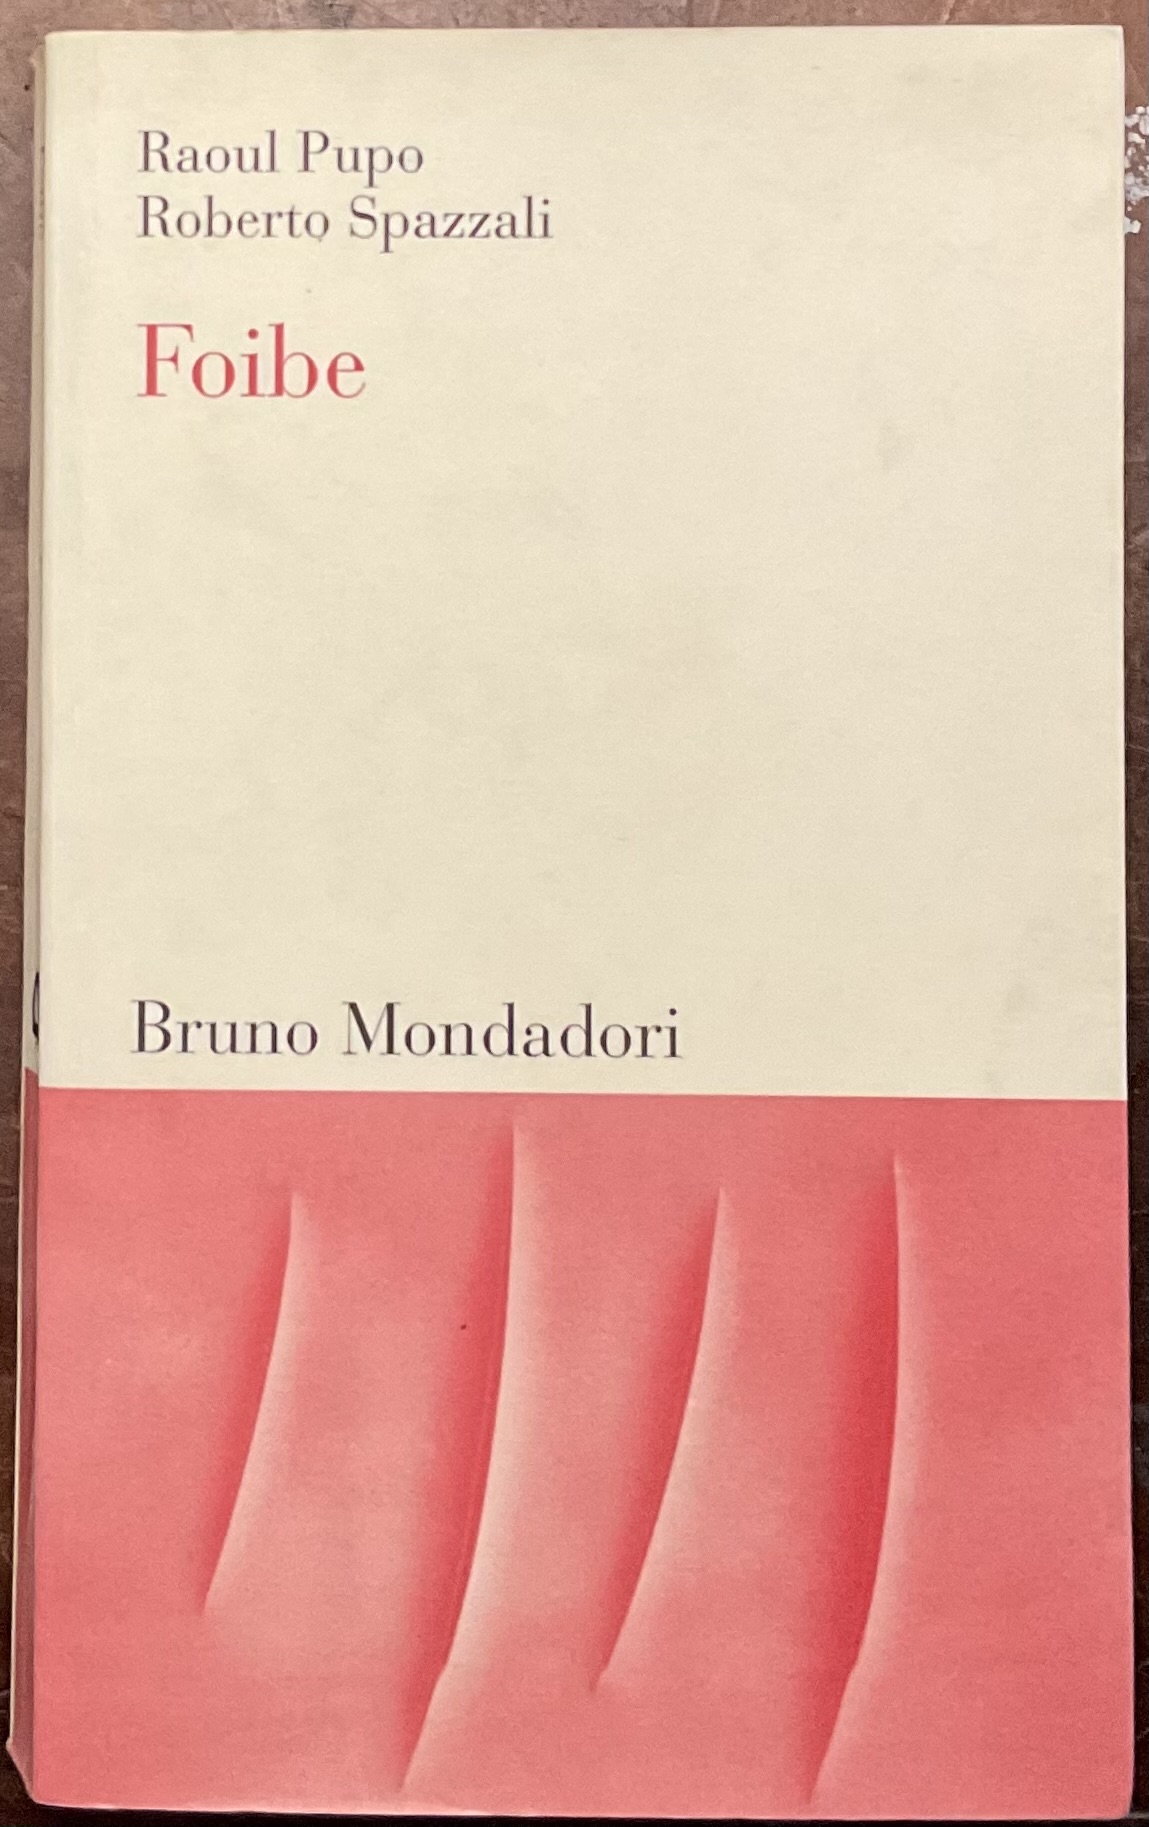 Raoul Pupo
Roberto Spazzali
Foibe
Bruno Mondadori